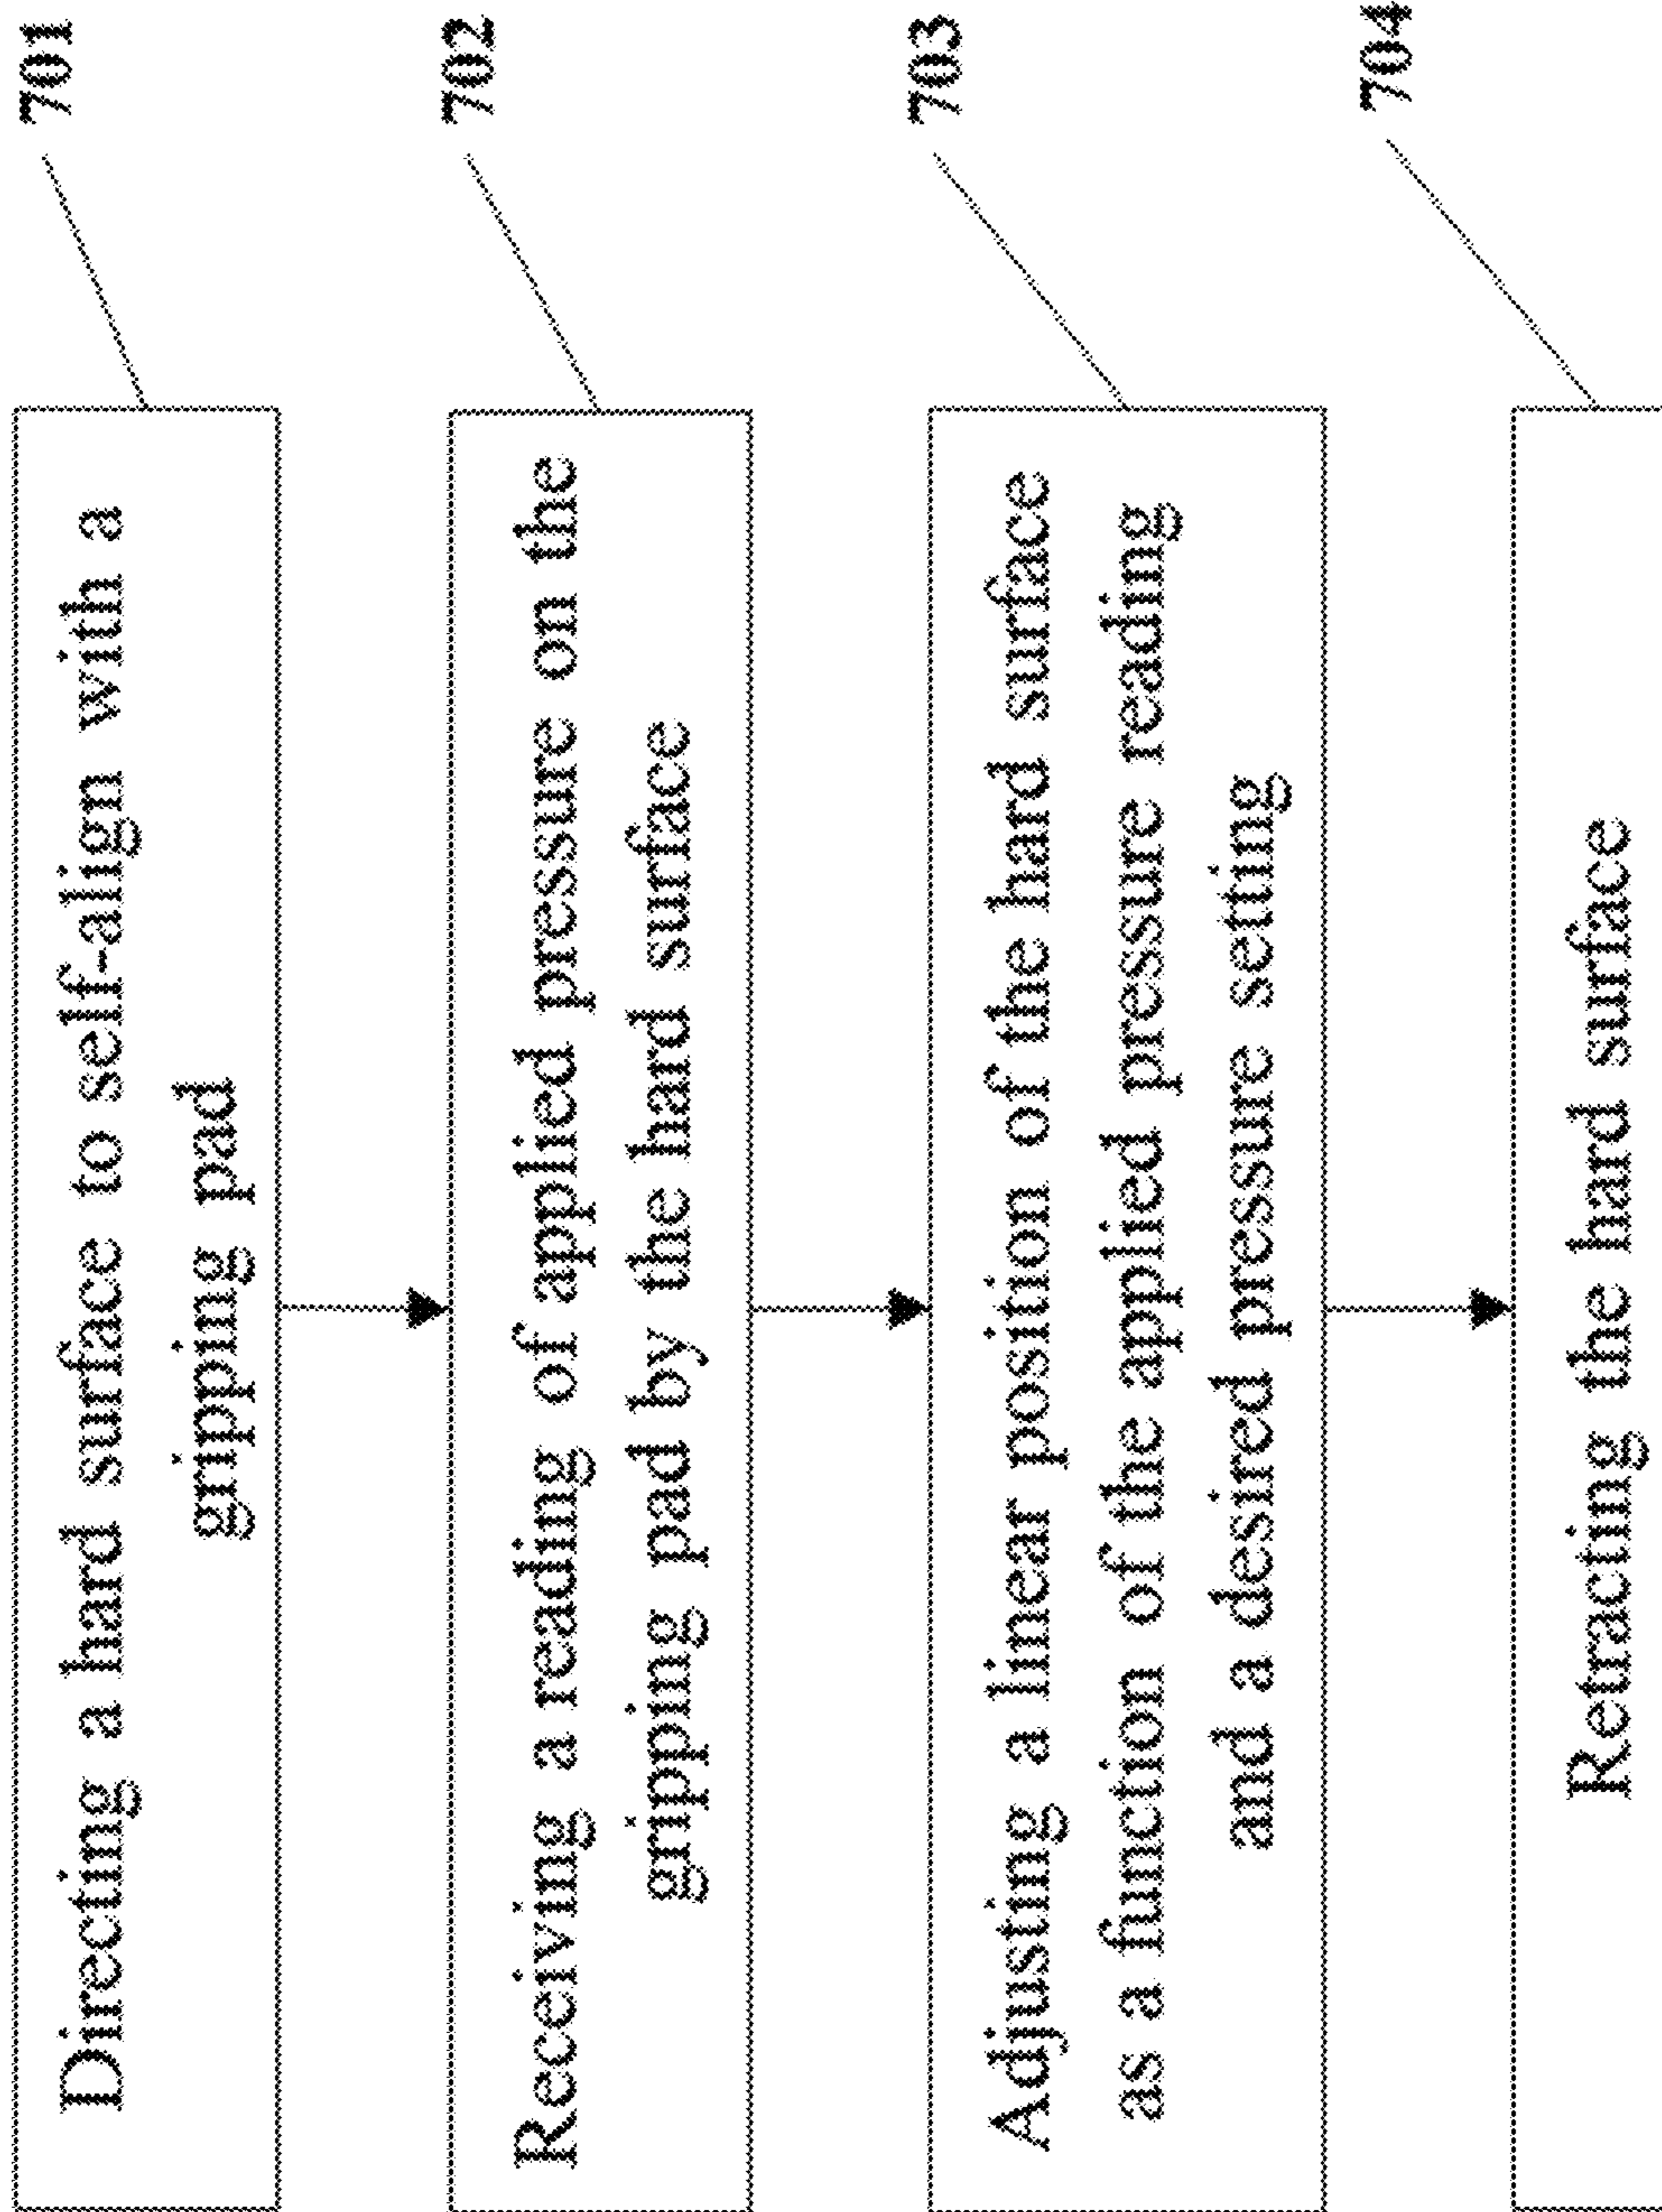 701
Directing a hard surface to self-align with a
gripping pad
702
Receiving a reading of applied pressure on the
gripping pad by the hard surface
703
Adjusting a linear position of the hard surface
as a function of the applied pressure reading
and a desired pressure setting
704
Retracting the hard surface